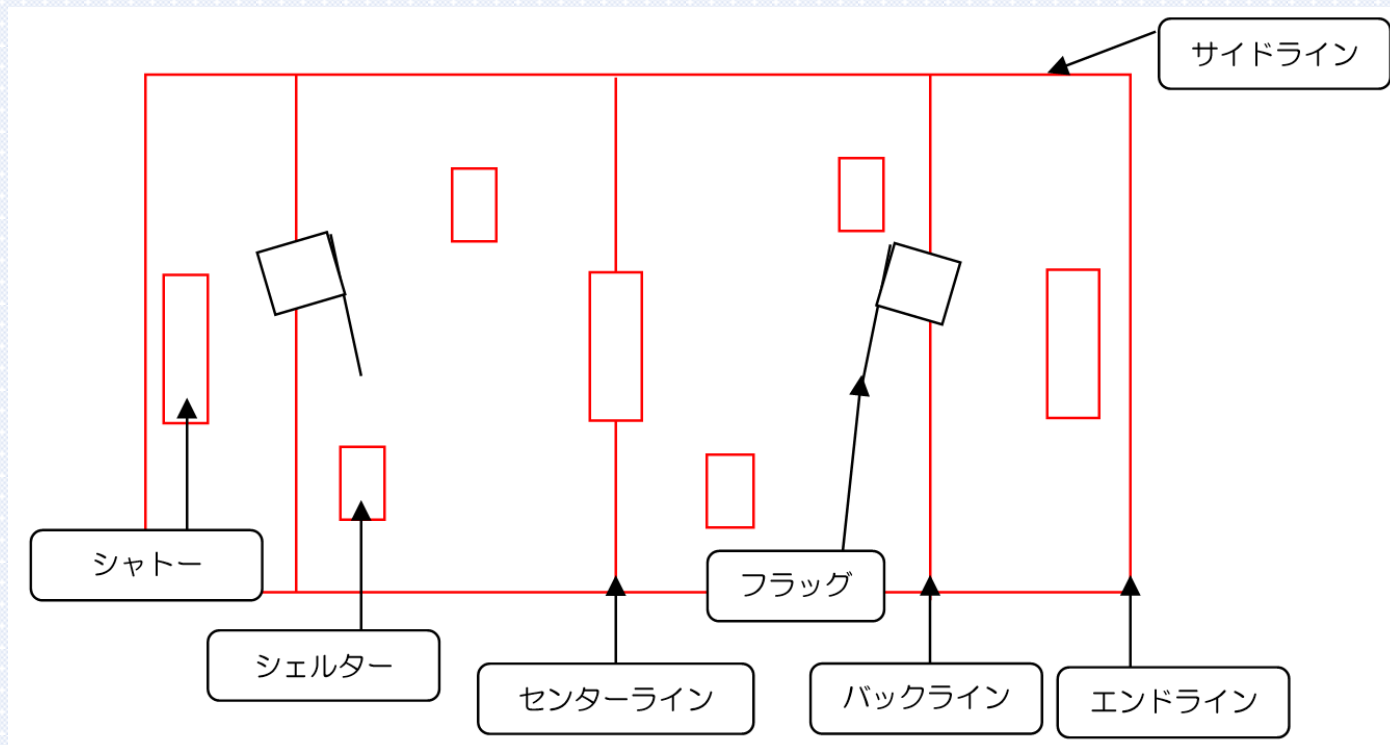 サイドライン
シャトー
フラッグ
シェルター
センターライン
バックライン
エンドライン